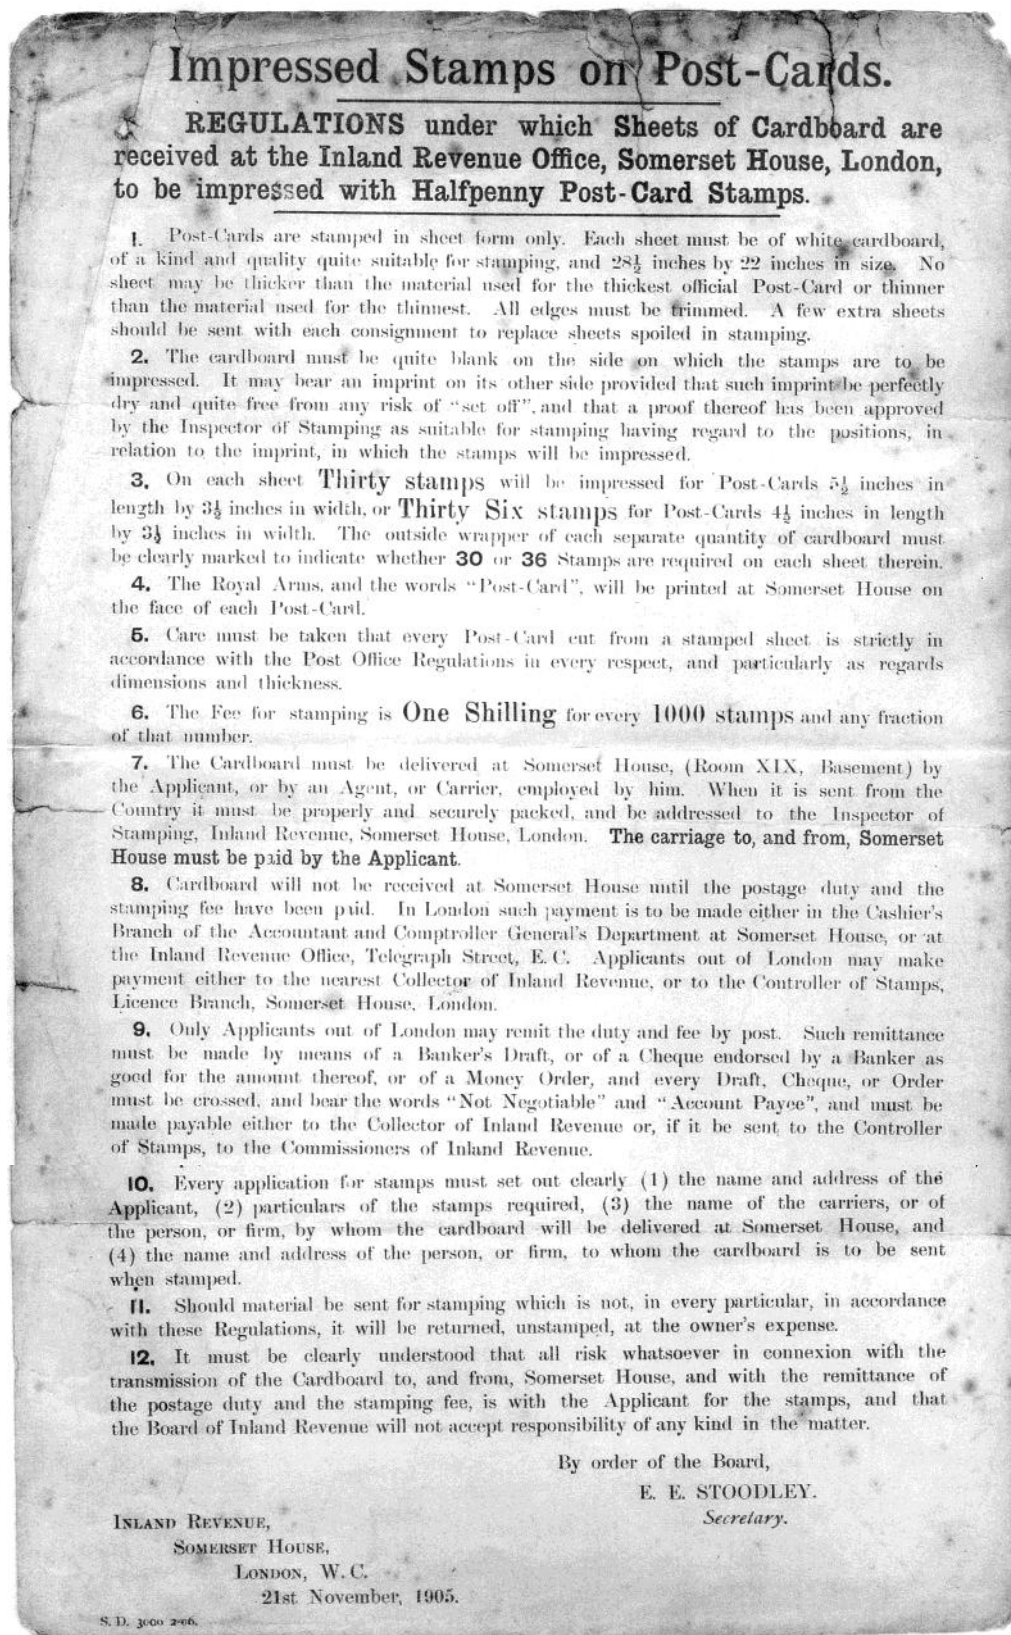 Impressed Stamps on Post-Cards.
REGULATIONS under which Sheets of Cardboard are
received at the Inland Revenue Office, Somerset House, London,
to be impressed with Halfpenny Post-Card Stamps.
1. Post-Cards are stamped in sheet form only. Each sheet must be of white cardboard,
of a kind and quality quite suitable for stamping, and 28½ inches by 22 inches in size. No
sheet may be thicker than the material used for the thickest official Post-Card or thinner
than the material used for the thinnest. All edges must be trimmed. A few extra sheets
should be sent with each consignment to replace sheets spoiled in stamping.
2. The cardboard must be quite blank on the side on which the stamps are to be
impressed. It may bear an imprint on its other side provided that such imprint be perfectly
dry and quite free from any risk of "set off", and that a proof thereof has been approved
by the Inspector of Stamping as suitable for stamping having regard to the positions, in
relation to the imprint, in which the stamps will be impressed.
3. On each sheet Thirty stamps will be impressed for Post-Cards 5½ inches in
length by 3½ inches in width, or Thirty Six stamps for Post-Cards 4½ inches in length
by 3½ inches in width. The outside wrapper of each separate quantity of cardboard must
be clearly marked to indicate whether 30 or 36 Stamps are required on each sheet therein.
4. The Royal Arms, and the words "Post-Card", will be printed at Somerset House on
the face of each Post-Card.
5. Care must be taken that every Post-Card cut from a stamped sheet is strictly in
accordance with the Post Office Regulations in every respect, and particularly as regards
dimensions and thickness.
6. The Fee for stamping is One Shilling for every 1000 stamps and any fraction
of that number.
7. The Cardboard must be delivered at Somerset House, (Room XIX, Basement) by
the Applicant, or by an Agent, or Carrier, employed by him. When it is sent from the
Country it must be properly and securely packed, and be addressed to the Inspector of
Stamping, Inland Revenue, Somerset House, London. The carriage to, and from, Somerset
House must be paid by the Applicant.
8. Cardboard will not be received at Somerset House until the postage duty and the
stamping fee have been paid. In London such payment is to be made either in the Cashier's
Branch of the Accountant and Comptroller General's Department at Somerset House, or at
the Inland Revenue Office, Telegraph Street, E.C. Applicants out of London may make
payment either to the nearest Collector of Inland Revenue, or to the Controller of Stamps,
Licence Branch, Somerset House, London.
9. Only Applicants out of London may remit the duty and fee by post. Such remittance
must be made by means of a Banker's Draft, or of a Cheque endorsed by a Banker as
good for the amount thereof, or of a Money Order, and every Draft, Cheque, or Order
must be crossed, and bear the words "Not Negotiable" and "Account Payee", and must be
made payable either to the Collector of Inland Revenue or, if it be sent to the Controller
of Stamps, to the Commissioners of Inland Revenue.
10. Every application for stamps must set out clearly (1) the name and address of the
Applicant, (2) particulars of the stamps required, (3) the name of the carriers, or of
the person, or firm, by whom the cardboard will be delivered at Somerset House, and
(4) the name and address of the person, or firm, to whom the cardboard is to be sent
when stamped.
11. Should material be sent for stamping which is not, in every particular, in accordance
with these Regulations, it will be returned, unstamped, at the owner's expense.
12. It must be clearly understood that all risk whatsoever in connexion with the
transmission of the Cardboard to, and from, Somerset House, and with the remittance of
the postage duty and the stamping fee, is with the Applicant for the stamps, and that
the Board of Inland Revenue will not accept responsibility of any kind in the matter.
By order of the Board,
E. E. STOODLEY.
Secretary.
INLAND REVENUE,
SOMERSET HOUSE,
LONDON, W.C.
21st November, 1905.
S. D. 3000 2-06.